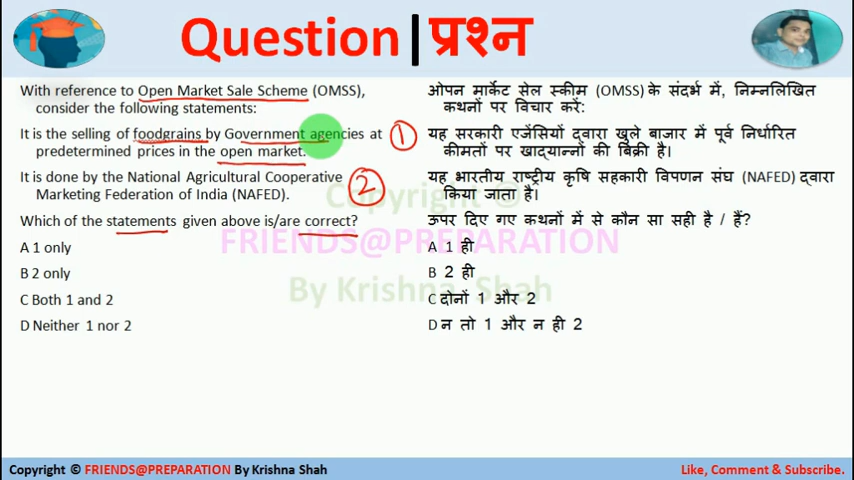 Question|प्रश्न
With reference to Open Market Sale Scheme (OMSS),
consider the following statements:
It is the selling of foodgrains by Government agencies at
predetermined prices in the open market.
1
It is done by the National Agricultural Cooperative
Marketing Federation of India (NAFED).
2
Which of the statements given above is/are correct?
A 1 only
B 2 only
C Both 1 and 2
D Neither 1 nor 2
ओपन मार्केट सेल स्कीम (OMSS) के संदर्भ में, निम्नलिखित
कथनों पर विचार करें:
यह सरकारी एजेंसियों द्वारा खुले बाजार में पूर्व निर्धारित
कीमतों पर खाद्यान्नों की बिक्री है।
यह भारतीय राष्ट्रीय कृषि सहकारी विपणन संघ (NAFED) द्वारा
किया जाता है।
ऊपर दिए गए कथनों में से कौन सा सही है / हैं?
A 1 ही
B 2 ही
C दोनों 1 और 2
D न तो 1 और न ही 2
Copyright ©
FRIENDS@PREPARATION
By Krishna Shah
Copyright © FRIENDS@PREPARATION By Krishna Shah
Like, Comment & Subscribe.